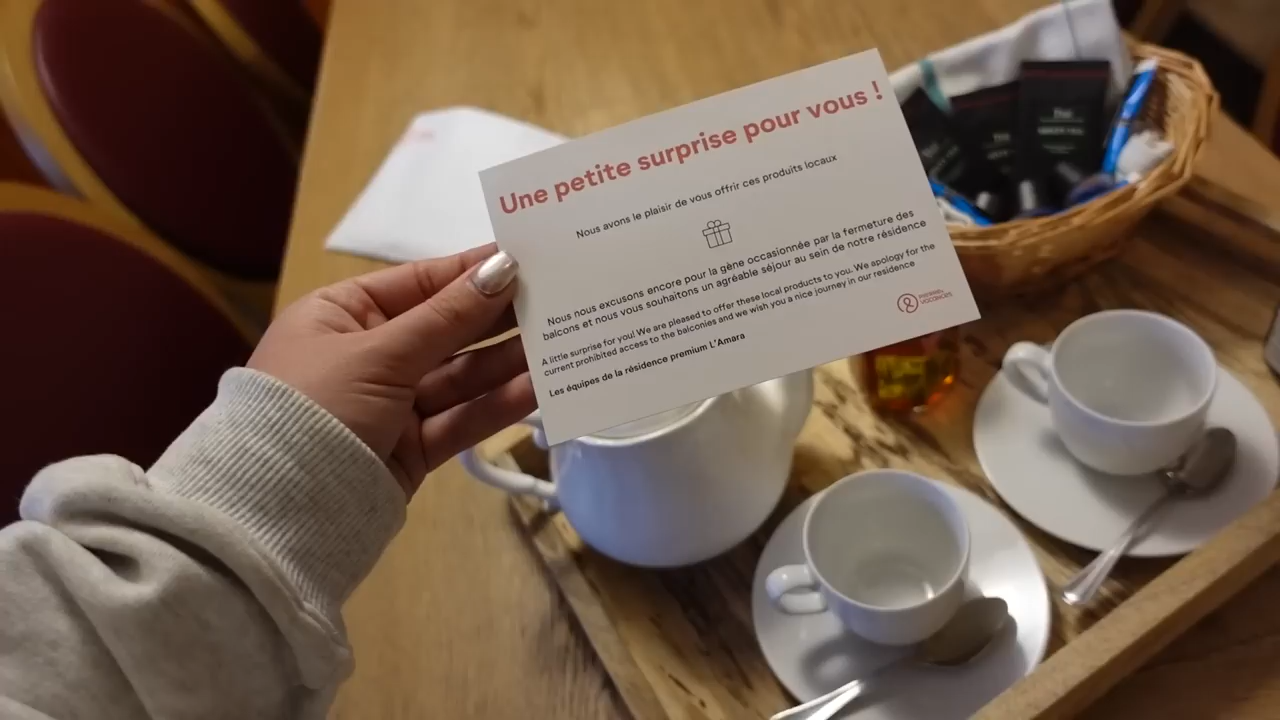 Une petite surprise pour vous !
Nous avons le plaisir de vous offrir ces produits locaux
Nous nous excusons encore pour la gène occasionnée par la fermeture des
balcons et nous vous souhaitons un agréable séjour au sein de notre résidence
A little surprise for you! We are pleased to offer these local products to you. We apology for the
current prohibited access to the balconies and we wish you a nice journey in our residence
VACANCES
Les équipes de la résidence premium L'Amara